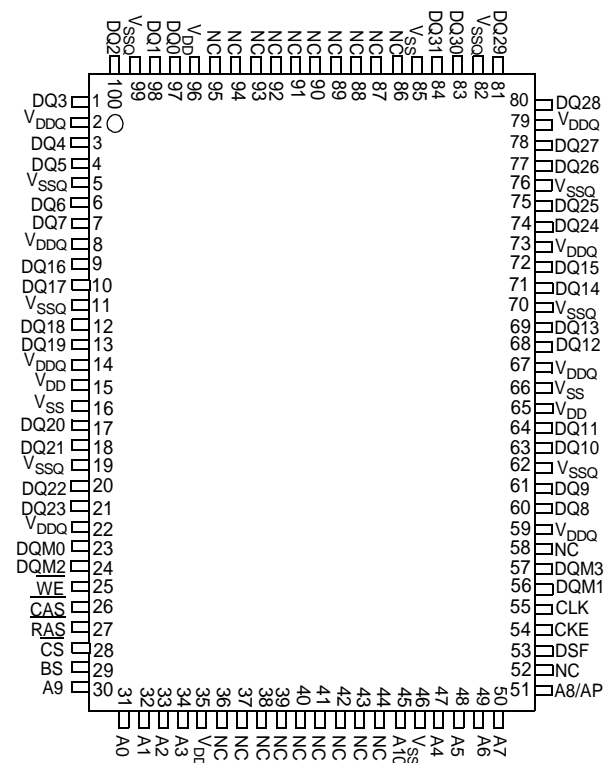 DQ2 VSSQ DQ1 DQ0 VDD NC NC NC NC NC NC NC NC NC NC VSS DQ31 DQ30 VSSQ DQ29
100 99 98 97 96 95 94 93 92 91 90 89 88 87 86 85 84 83 82 81
DQ3 1 80 DQ28
VDDQ 2 79 VDDQ
DQ4 3 78 DQ27
DQ5 4 77 DQ26
VSSQ 5 76 VSSQ
DQ6 6 75 DQ25
DQ7 7 74 DQ24
VDDQ 8 73 VDDQ
DQ16 9 72 DQ15
DQ17 10 71 DQ14
VSSQ 11 70 VSSQ
DQ18 12 69 DQ13
DQ19 13 68 DQ12
VDDQ 14 67 VDDQ
VDD 15 66 VSS
VSS 16 65 VDD
DQ20 17 64 DQ11
DQ21 18 63 DQ10
VSSQ 19 62 VSSQ
DQ22 20 61 DQ9
DQ23 21 60 DQ8
VDDQ 22 59 VDDQ
DQM0 23 58 NC
DQM2 24 57 DQM3
WE 25 56 DQM1
CAS 26 55 CLK
RAS 27 54 CKE
CS 28 53 DSF
BS 29 52 NC
A9 30 51 A8/AP
31 32 33 34 35 36 37 38 39 40 41 42 43 44 45 46 47 48 49 50
A0 A1 A2 A3 VDD NC NC NC NC NC NC NC NC NC A10 VSS A4 A5 A6 A7